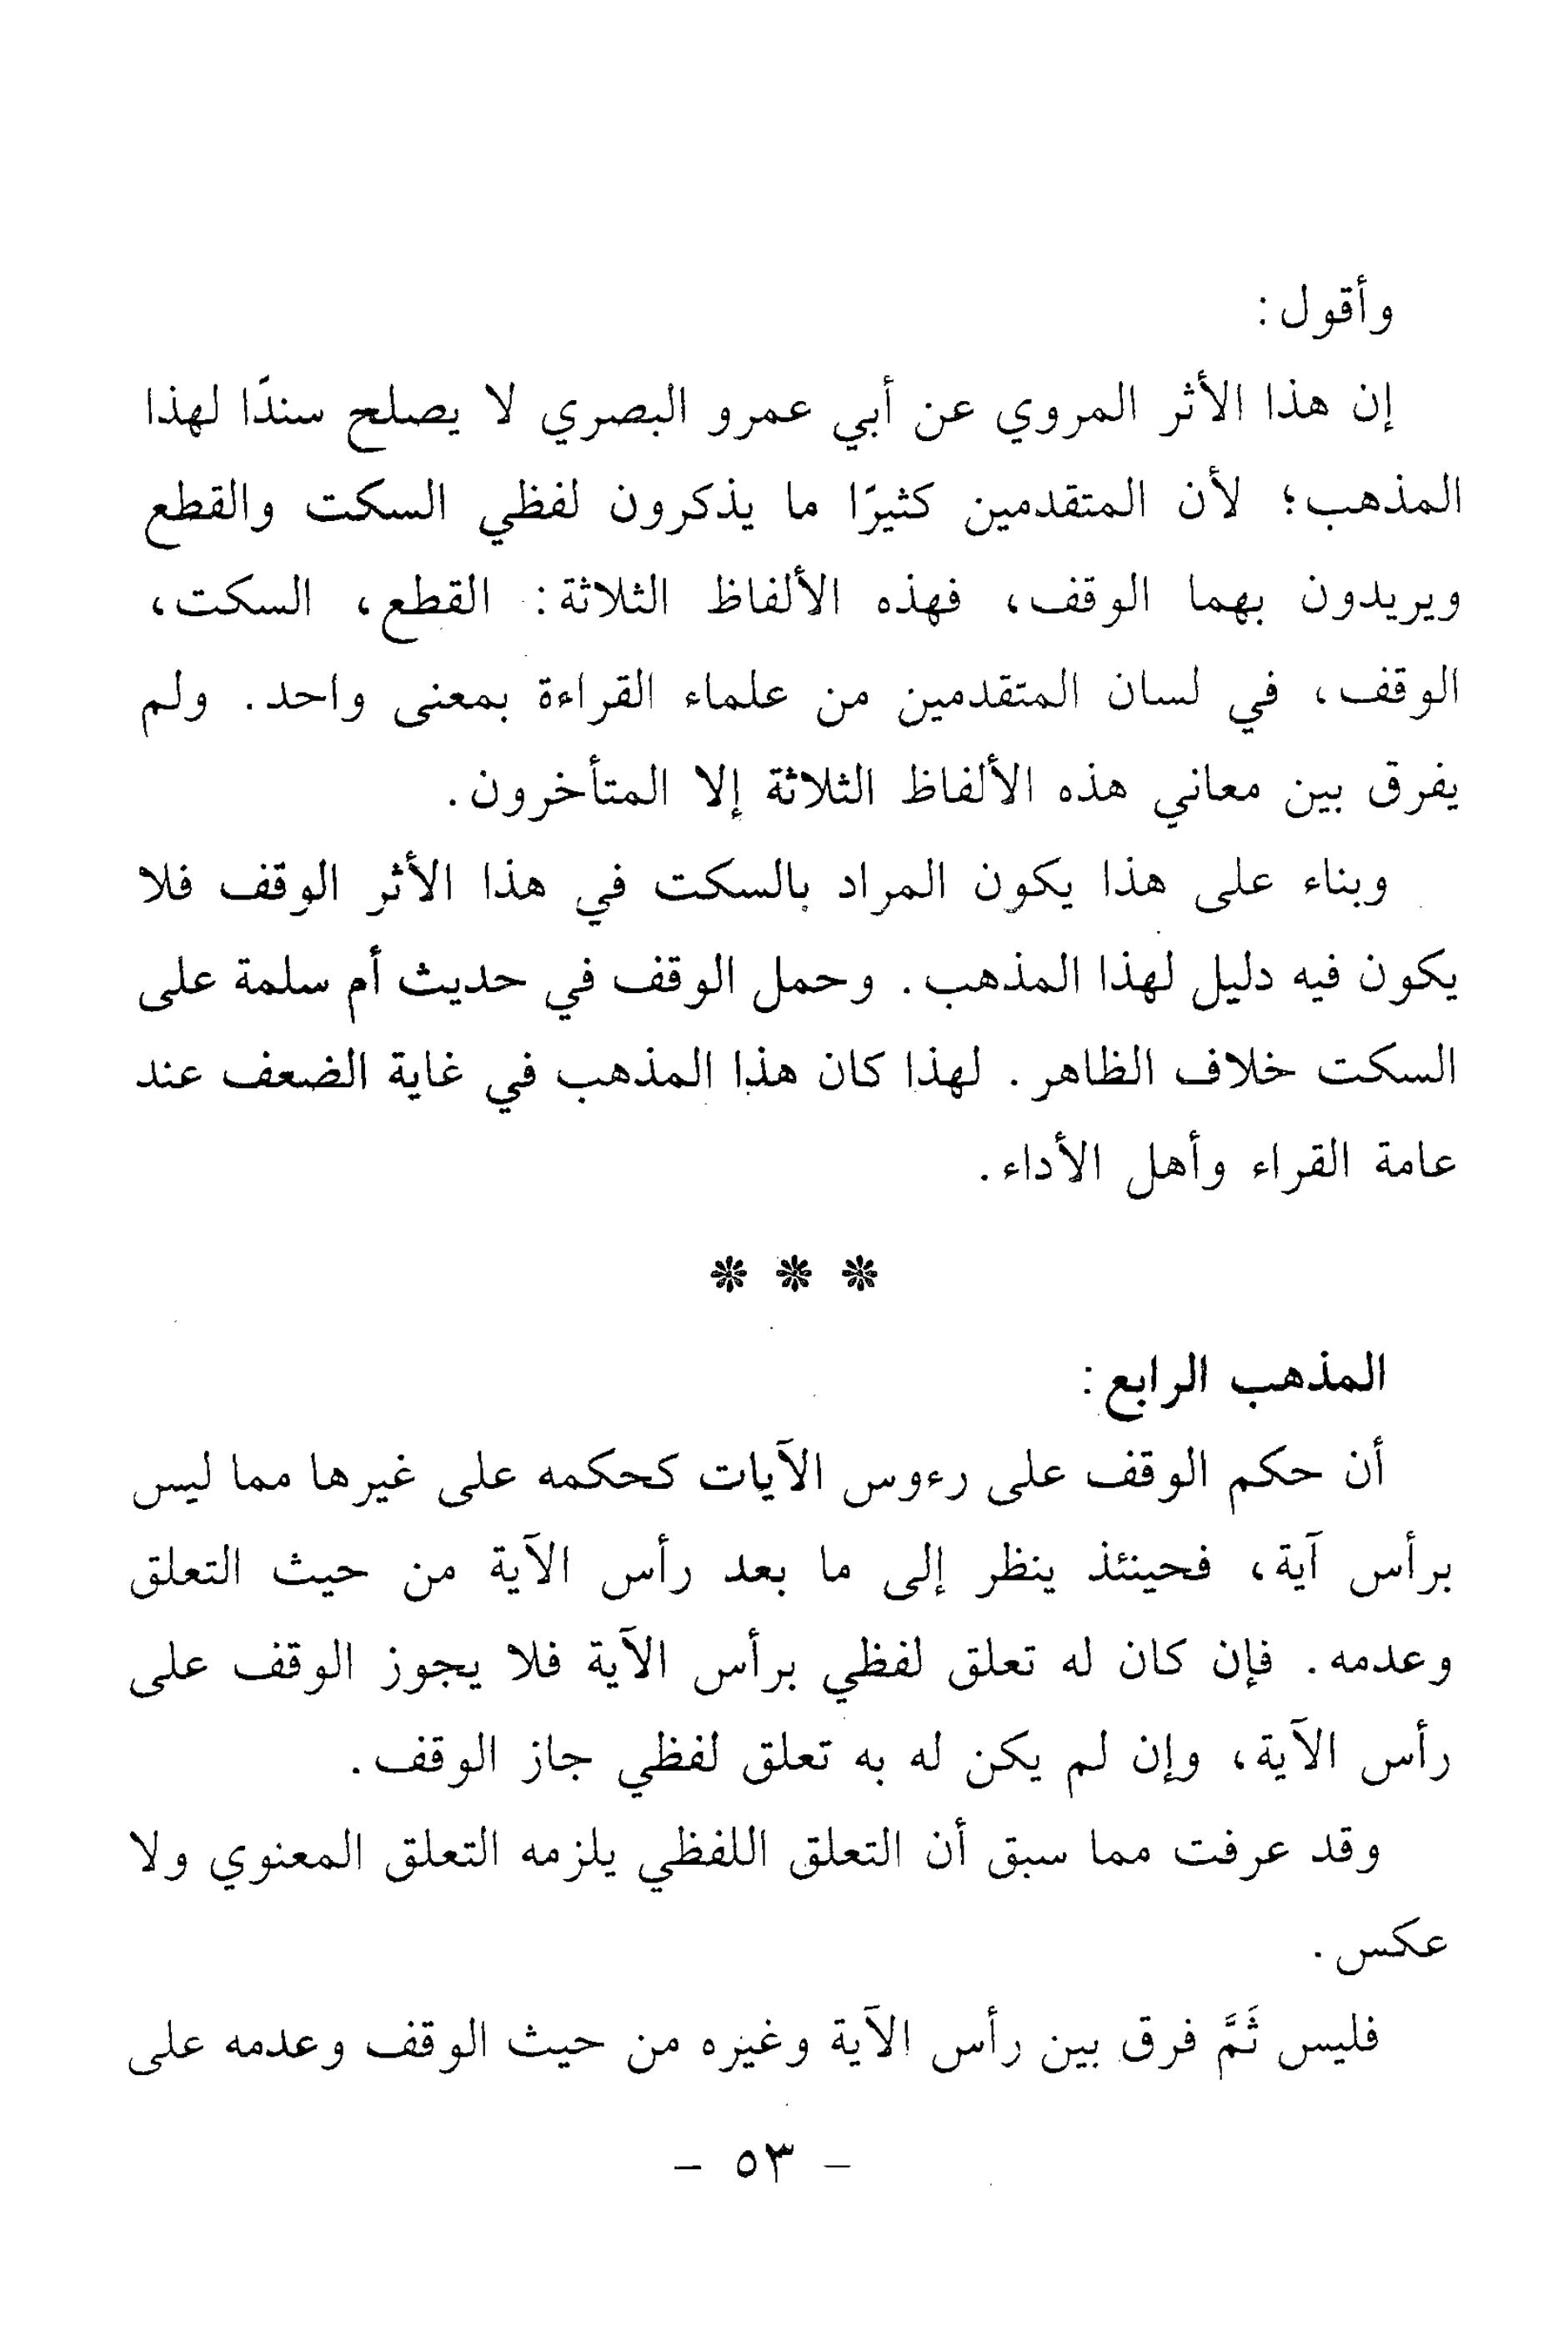 وأقول:
إن هذا الأثر المروي عن أبي عمرو البصري لا يصلح سندًا لهذا
المذهب؛ لأن المتقدمين كثيرًا ما يذكرون لفظي السكت والقطع
ويريدون بهما الوقف، فهذه الألفاظ الثلاثة: القطع، السكت،
الوقف، في لسان المتقدمين من علماء القراءة بمعنى واحد. ولم
يفرق بين معاني هذه الألفاظ الثلاثة إلا المتأخرون.
وبناء على هذا يكون المراد بالسكت في هذا الأثر الوقف فلا
يكون فيه دليل لهذا المذهب. وحمل الوقف في حديث أم سلمة على
السكت خلاف الظاهر. لهذا كان هذا المذهب في غاية الضعف عند
عامة القراء وأهل الأداء.
* * *
المذهب الرابع:
أن حكم الوقف على رءوس الآيات كحكمه على غيرها مما ليس
برأس آية، فحينئذ ينظر إلى ما بعد رأس الآية من حيث التعلق
وعدمه. فإن كان له تعلق لفظي برأس الآية فلا يجوز الوقف على
رأس الآية، وإن لم يكن له به تعلق لفظي جاز الوقف.
وقد عرفت مما سبق أن التعلق اللفظي يلزمه التعلق المعنوي ولا
عكس.
فليس ثَمَّ فرق بين رأس الآية وغيره من حيث الوقف وعدمه على
- ٥٣ -